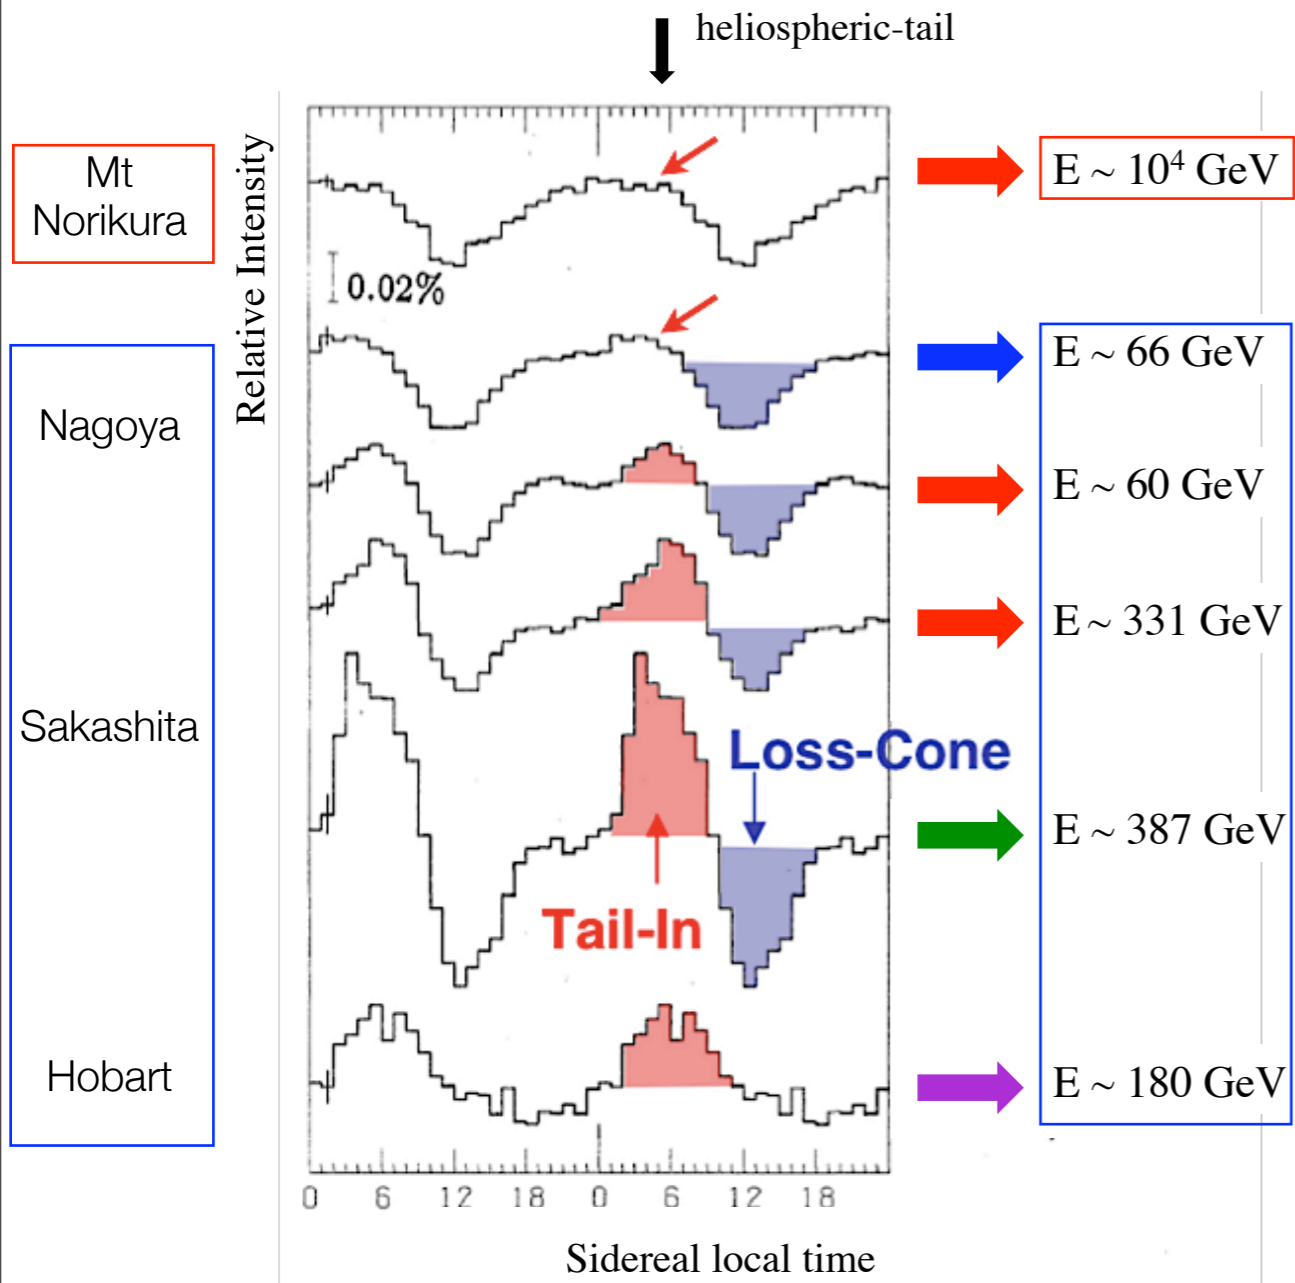 heliospheric-tail
Mt
Norikura
Relative Intensity
E ~ 10⁴ GeV
0.02%
E ~ 66 GeV
Nagoya
E ~ 60 GeV
E ~ 331 GeV
Sakashita
Loss-Cone
E ~ 387 GeV
Tail-In
Hobart
E ~ 180 GeV
0 6 12 18 0 6 12 18
Sidereal local time